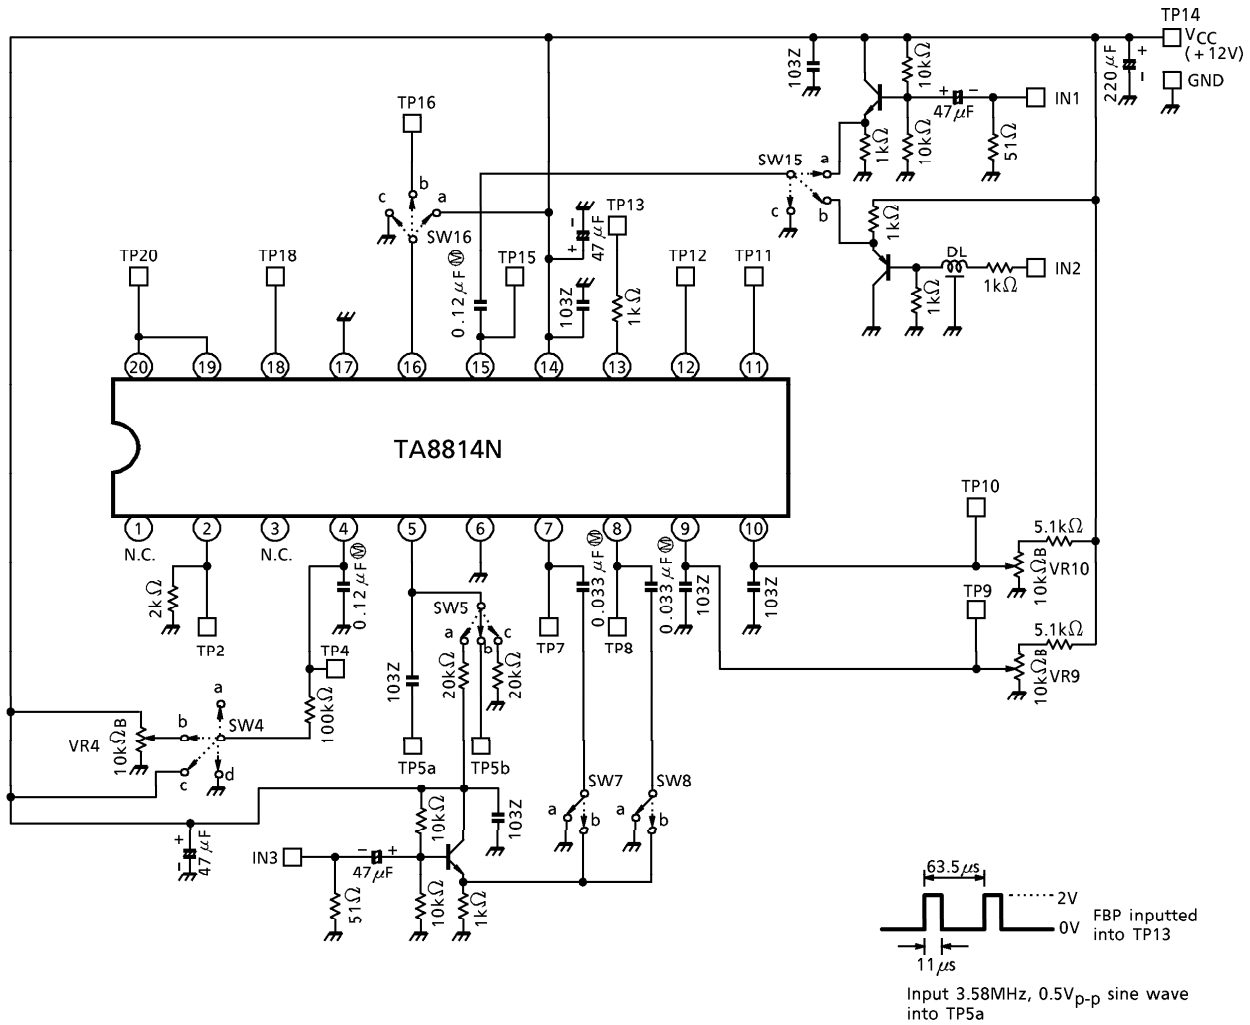 TP14
VCC
(+12V)
GND
220μF
+
-
103Z
10kΩ
+
-
47μF
IN1
1kΩ
10kΩ
51Ω
TP16
SW15
a
b
c
b
c
a
SW16
TP13
-
+
47μF
1kΩ
DL
IN2
1kΩ
1kΩ
TP20
TP18
0.12μFⓂ
TP15
103Z
1kΩ
TP12
TP11
20
19
18
17
16
15
14
13
12
11
TA8814N
1
2
3
4
5
6
7
8
9
10
N.C.
N.C.
TP10
5.1kΩ
10kΩB
VR10
2kΩ
TP2
0.12μFⓂ
TP4
100kΩ
SW5
a
b
c
103Z
20kΩ
20kΩ
TP7
0.033μFⓂ
TP8
0.033μFⓂ
103Z
103Z
TP9
5.1kΩ
10kΩB
VR9
a
b
SW4
c
d
VR4
10kΩB
TP5a
TP5b
SW7
a
b
SW8
a
b
+
-
47μF
10kΩ
103Z
IN3
-
+
47μF
51Ω
10kΩ
1kΩ
63.5μs
2V
0V
11μs
FBP inputted
into TP13
Input 3.58MHz, 0.5Vp-p sine wave
into TP5a